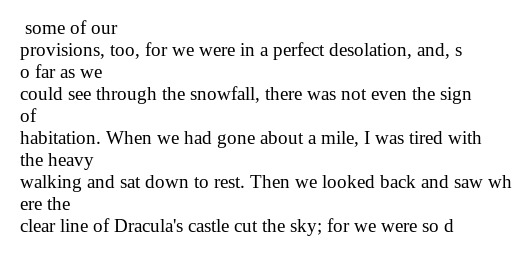 some of our
provisions, too, for we were in a perfect desolation, and, s
o far as we
could see through the snowfall, there was not even the sign
of
habitation. When we had gone about a mile, I was tired with
the heavy
walking and sat down to rest. Then we looked back and saw wh
ere the
clear line of Dracula's castle cut the sky; for we were so d